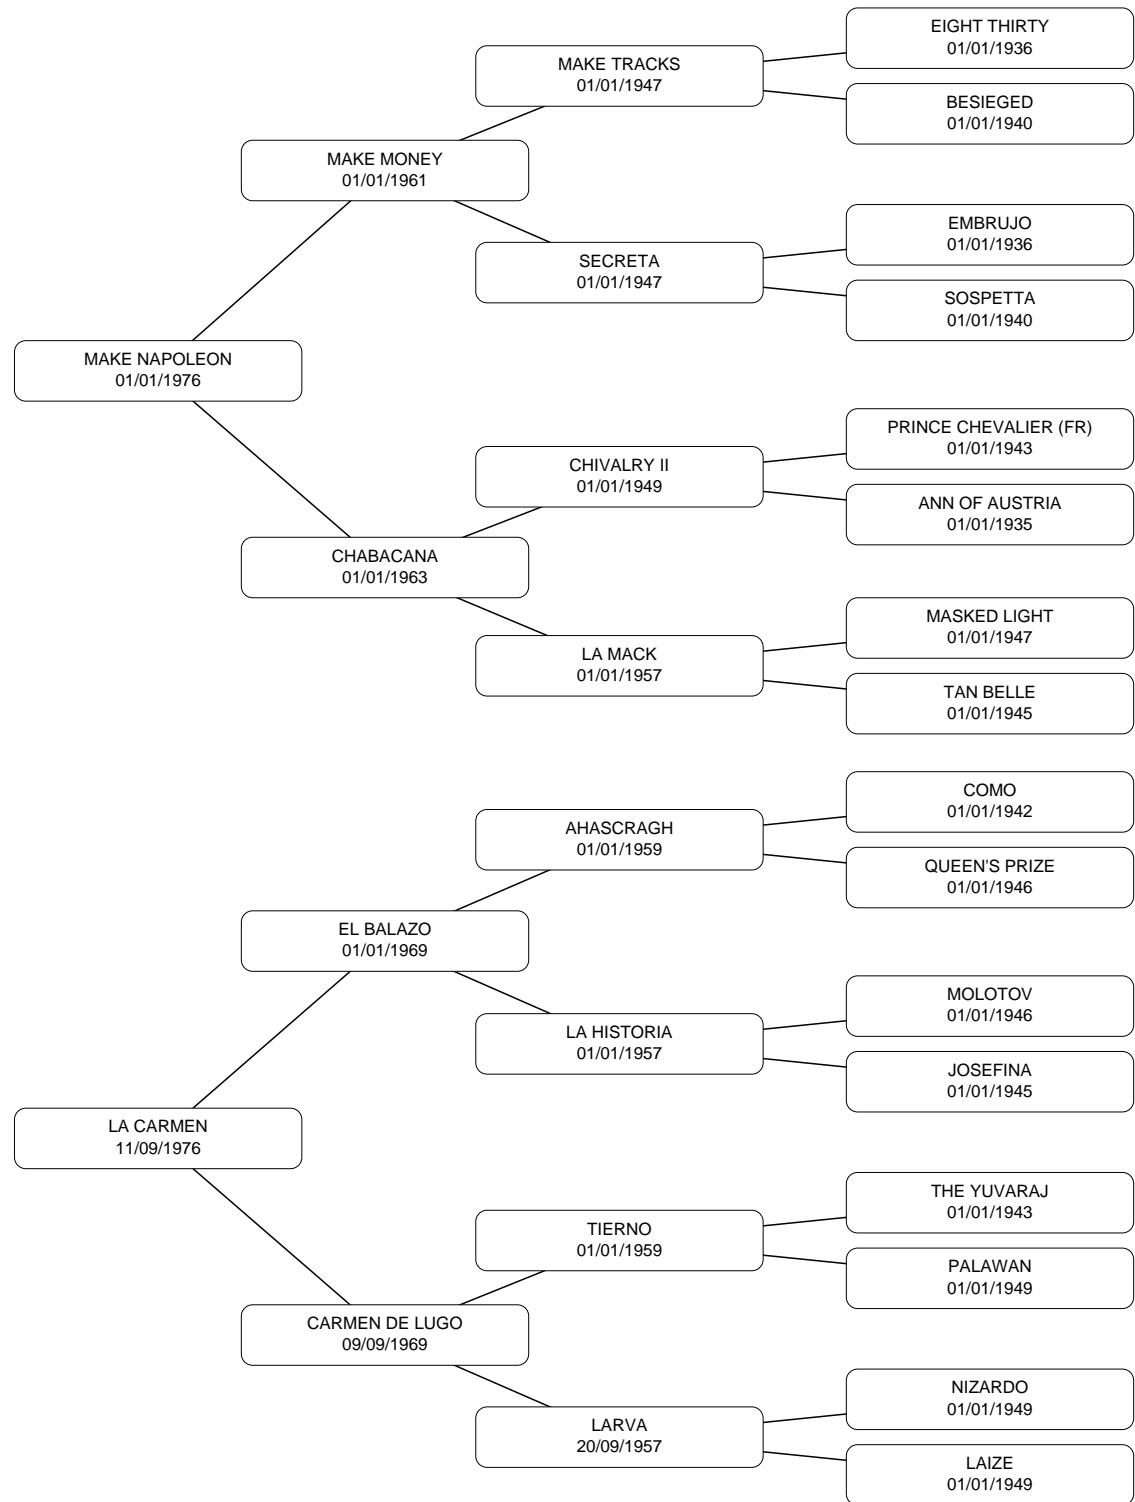 EIGHT THIRTY
01/01/1936
MAKE TRACKS
01/01/1947
BESIEGED
01/01/1940
MAKE MONEY
01/01/1961
EMBRUJO
01/01/1936
SECRETA
01/01/1947
SOSPETTA
01/01/1940
MAKE NAPOLEON
01/01/1976
PRINCE CHEVALIER (FR)
01/01/1943
CHIVALRY II
01/01/1949
ANN OF AUSTRIA
01/01/1935
CHABACANA
01/01/1963
MASKED LIGHT
01/01/1947
LA MACK
01/01/1957
TAN BELLE
01/01/1945
COMO
01/01/1942
AHASCRAGH
01/01/1959
QUEEN'S PRIZE
01/01/1946
EL BALAZO
01/01/1969
MOLOTOV
01/01/1946
LA HISTORIA
01/01/1957
JOSEFINA
01/01/1945
LA CARMEN
11/09/1976
THE YUVARAJ
01/01/1943
TIERNO
01/01/1959
PALAWAN
01/01/1949
CARMEN DE LUGO
09/09/1969
NIZARDO
01/01/1949
LARVA
20/09/1957
LAIZE
01/01/1949